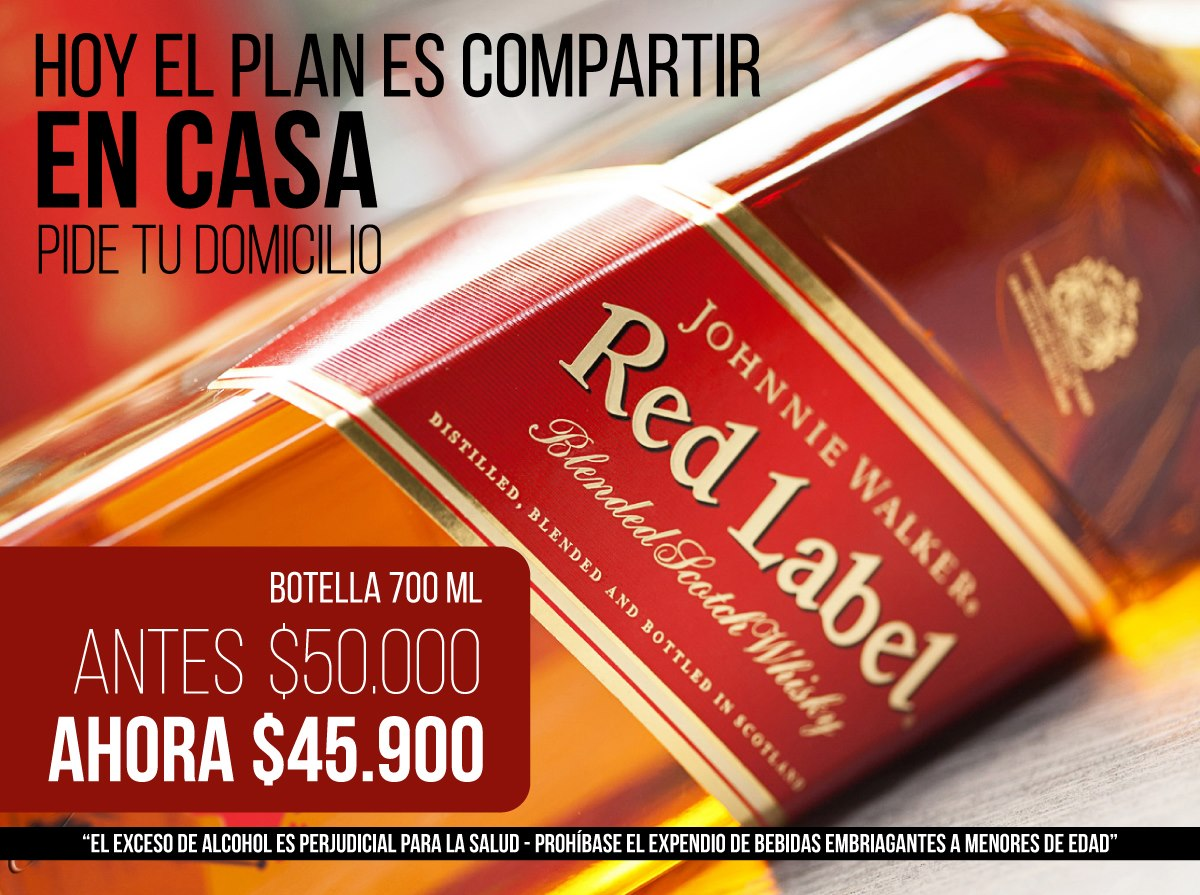 HOY EL PLAN ES COMPARTIR
EN CASA
PIDE TU DOMICILIO
JOHNNIE WALKER®
Red Label
Blended Scotch Whisky
DISTILLED, BLENDED AND BOTTLED IN SCOTLAND
BOTELLA 700 ML
ANTES $50.000
AHORA $45.900
“EL EXCESO DE ALCOHOL ES PERJUDICIAL PARA LA SALUD - PROHÍBASE EL EXPENDIO DE BEBIDAS EMBRIAGANTES A MENORES DE EDAD”